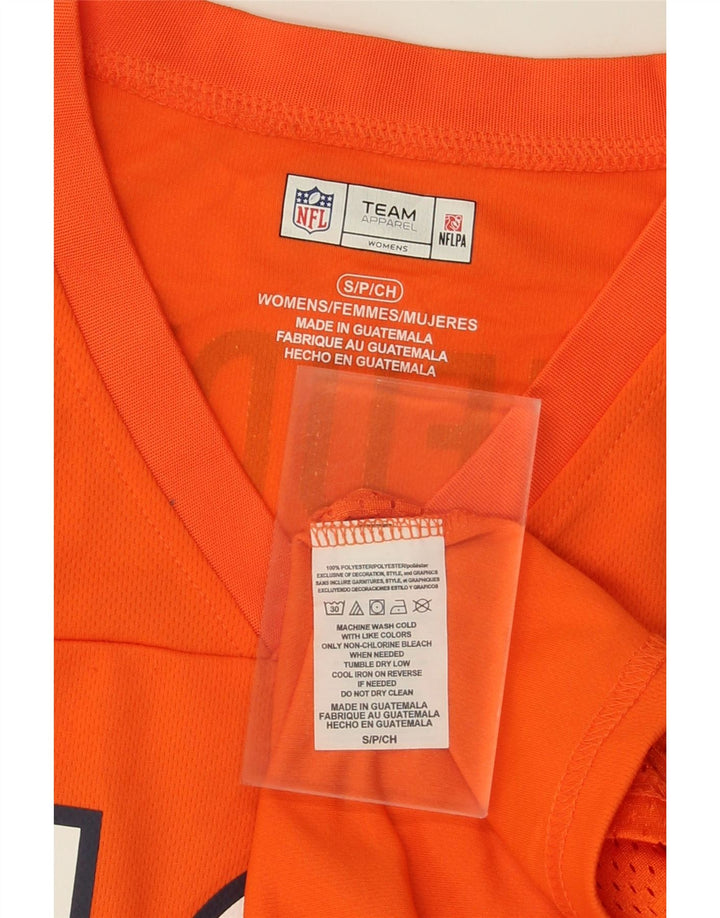 NFL
TEAM
APPAREL
WOMENS
NFLPA
S/P/CH
WOMENS/FEMMES/MUJERES
MADE IN GUATEMALA
FABRIQUE AU GUATEMALA
HECHO EN GUATEMALA
100% POLYESTER/POLYESTER/poliéster
EXCLUSIVE OF DECORATION, STYLE, and GRAPHICS
SANS INCLURE GARNITURES, STYLE, et GRAPHIQUES
EXCLUYENDO DECORACIONES ESTILO Y GRAFICOS
30
MACHINE WASH COLD
WITH LIKE COLORS
ONLY NON-CHLORINE BLEACH
WHEN NEEDED
TUMBLE DRY LOW
COOL IRON ON REVERSE
IF NEEDED
DO NOT DRY CLEAN
MADE IN GUATEMALA
FABRIQUE AU GUATEMALA
HECHO EN GUATEMALA
S/P/CH